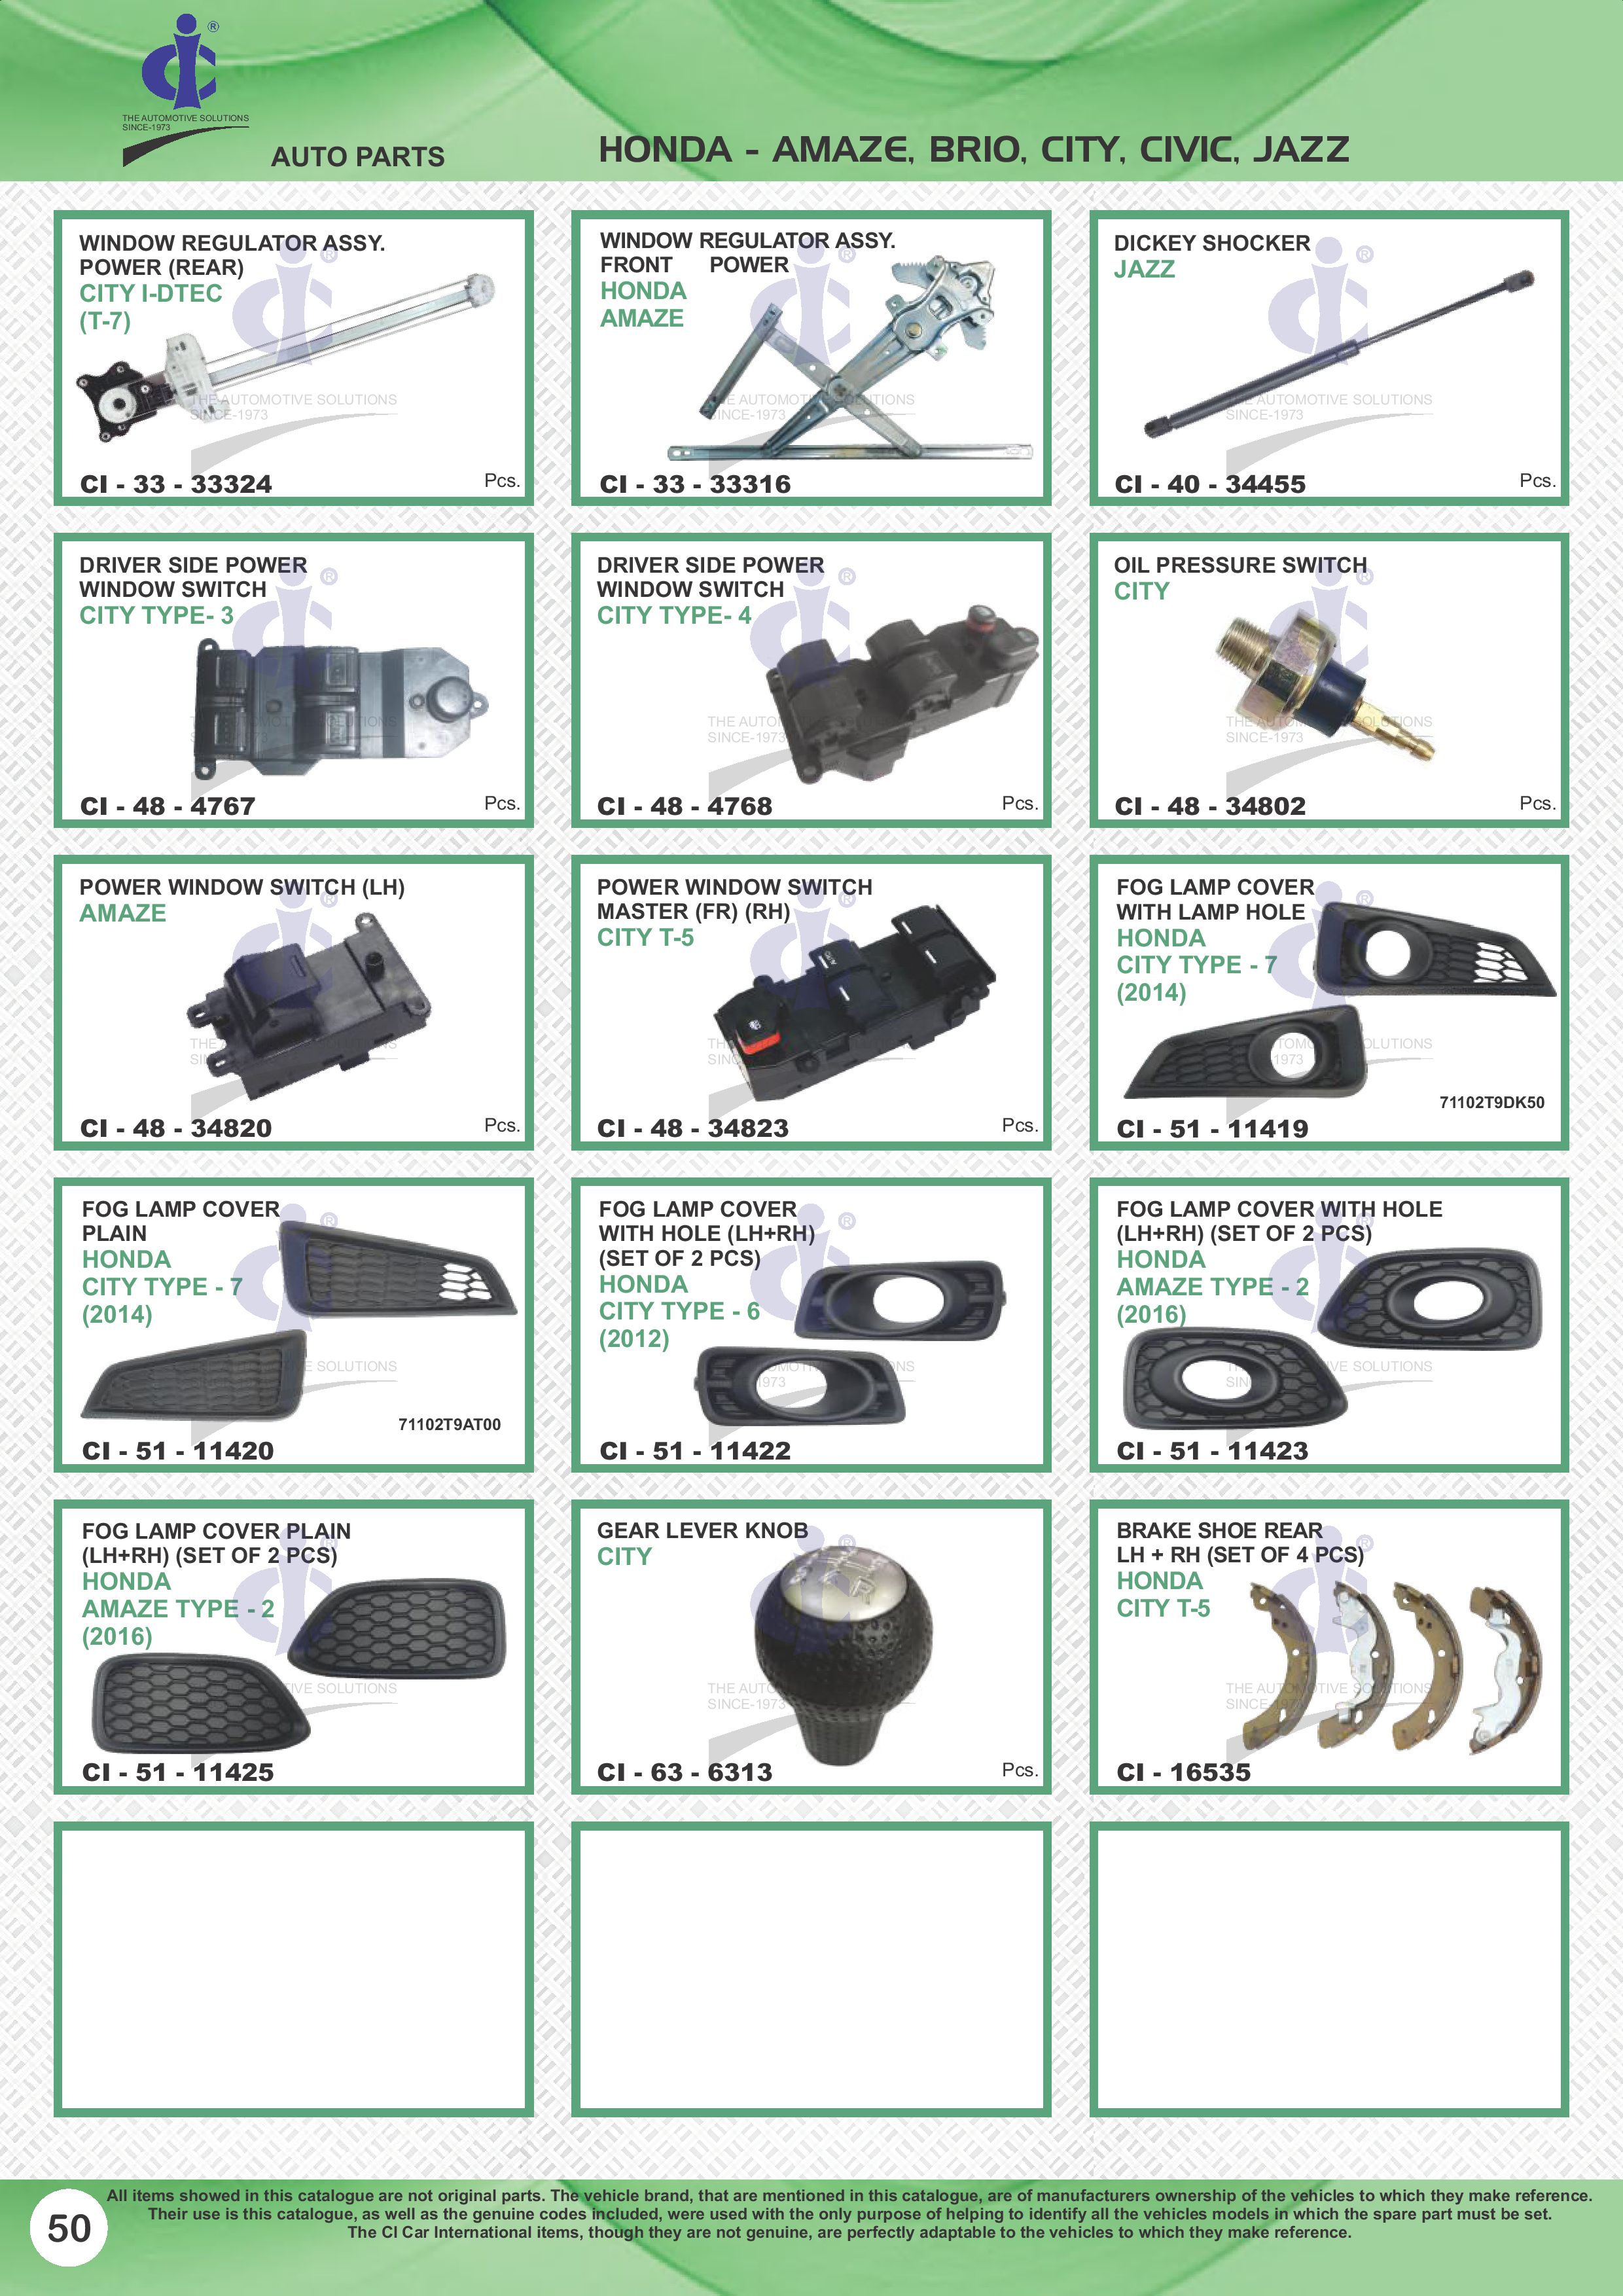 ®
THE AUTOMOTIVE SOLUTIONS
SINCE-1973
AUTO PARTS
HONDA - AMAZE, BRIO, CITY, CIVIC, JAZZ
WINDOW REGULATOR ASSY.
POWER (REAR)
CITY I-DTEC
(T-7)
CI - 33 - 33324
Pcs.
WINDOW REGULATOR ASSY.
FRONT POWER
HONDA
AMAZE
CI - 33 - 33316
DICKEY SHOCKER
JAZZ
CI - 40 - 34455
Pcs.
DRIVER SIDE POWER
WINDOW SWITCH
CITY TYPE- 3
CI - 48 - 4767
Pcs.
DRIVER SIDE POWER
WINDOW SWITCH
CITY TYPE- 4
CI - 48 - 4768
Pcs.
OIL PRESSURE SWITCH
CITY
CI - 48 - 34802
Pcs.
POWER WINDOW SWITCH (LH)
AMAZE
CI - 48 - 34820
Pcs.
POWER WINDOW SWITCH
MASTER (FR) (RH)
CITY T-5
CI - 48 - 34823
Pcs.
FOG LAMP COVER
WITH LAMP HOLE
HONDA
CITY TYPE - 7
(2014)
71102T9DK50
CI - 51 - 11419
FOG LAMP COVER
PLAIN
HONDA
CITY TYPE - 7
(2014)
71102T9AT00
CI - 51 - 11420
FOG LAMP COVER
WITH HOLE (LH+RH)
(SET OF 2 PCS)
HONDA
CITY TYPE - 6
(2012)
CI - 51 - 11422
FOG LAMP COVER WITH HOLE
(LH+RH) (SET OF 2 PCS)
HONDA
AMAZE TYPE - 2
(2016)
CI - 51 - 11423
FOG LAMP COVER PLAIN
(LH+RH) (SET OF 2 PCS)
HONDA
AMAZE TYPE - 2
(2016)
CI - 51 - 11425
GEAR LEVER KNOB
CITY
CI - 63 - 6313
Pcs.
BRAKE SHOE REAR
LH + RH (SET OF 4 PCS)
HONDA
CITY T-5
CI - 16535
50
All items showed in this catalogue are not original parts. The vehicle brand, that are mentioned in this catalogue, are of manufacturers ownership of the vehicles to which they make reference.
Their use is this catalogue, as well as the genuine codes included, were used with the only purpose of helping to identify all the vehicles models in which the spare part must be set.
The CI Car International items, though they are not genuine, are perfectly adaptable to the vehicles to which they make reference.